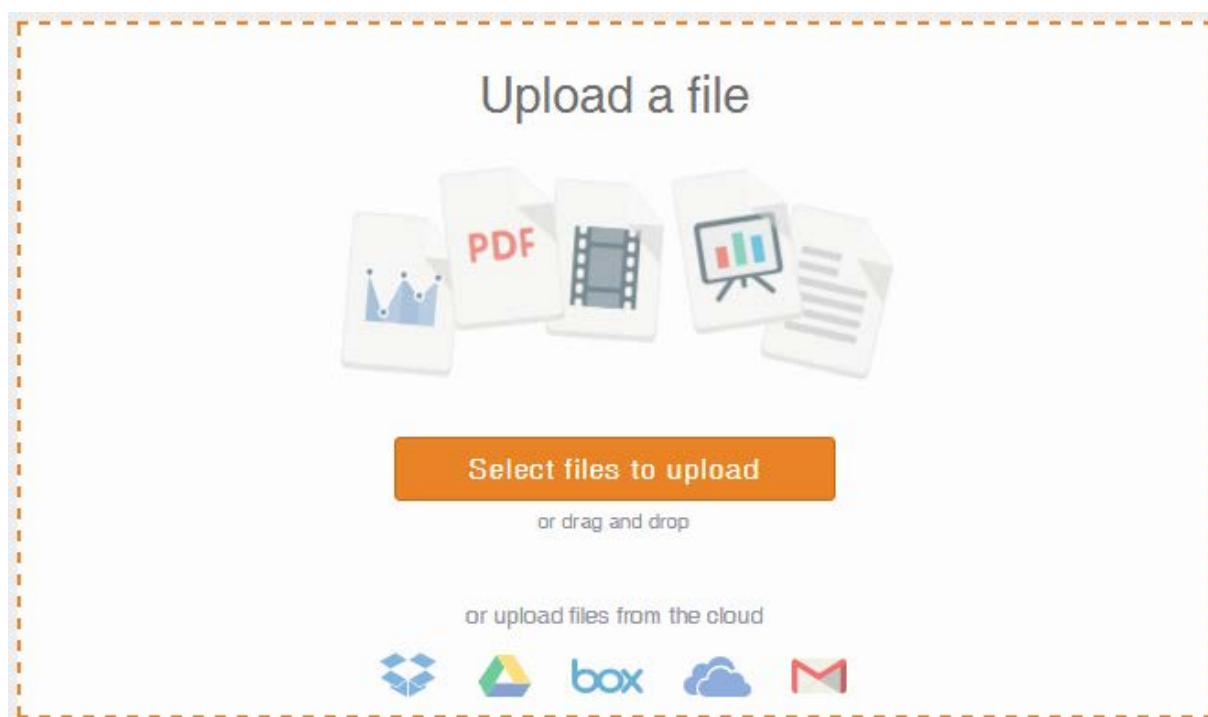 Upload a file
PDF
Select files to upload
or drag and drop
or upload files from the cloud
box